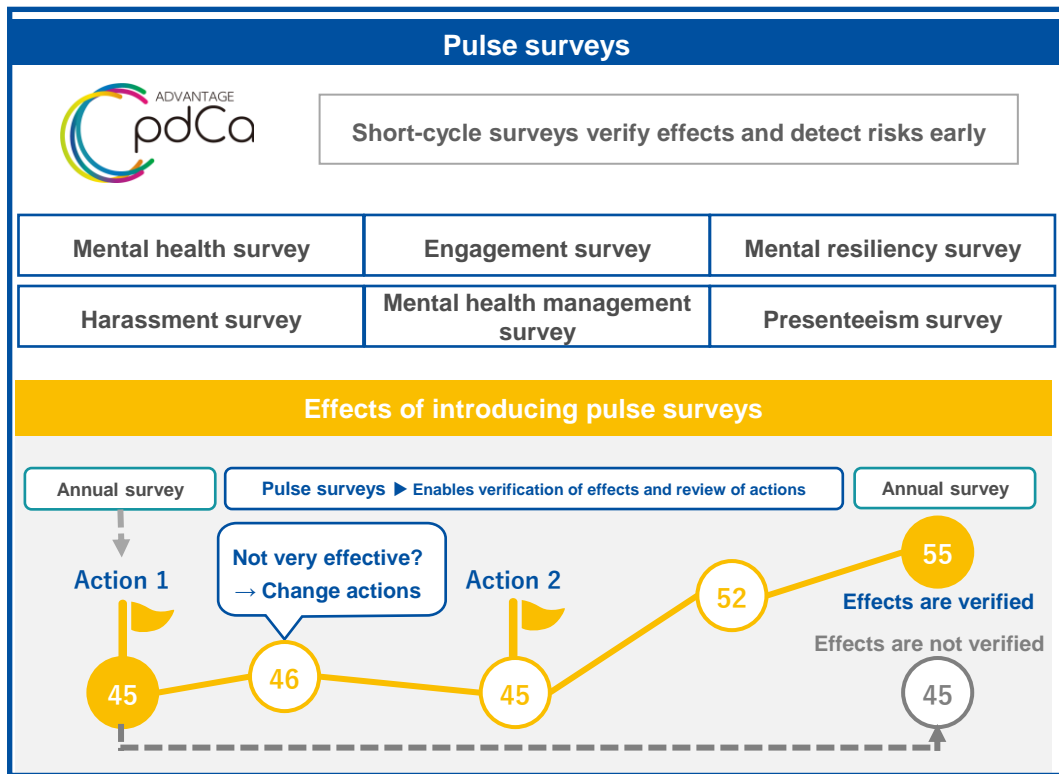 Pulse surveys
ADVANTAGE
pdCa
Short-cycle surveys verify effects and detect risks early
Mental health survey
Engagement survey
Mental resiliency survey
Harassment survey
Mental health management
survey
Presenteeism survey
Effects of introducing pulse surveys
Annual survey
Pulse surveys ▶ Enables verification of effects and review of actions
Annual survey
Action 1
Not very effective?
→ Change actions
Action 2
45
46
45
52
55
Effects are verified
Effects are not verified
45